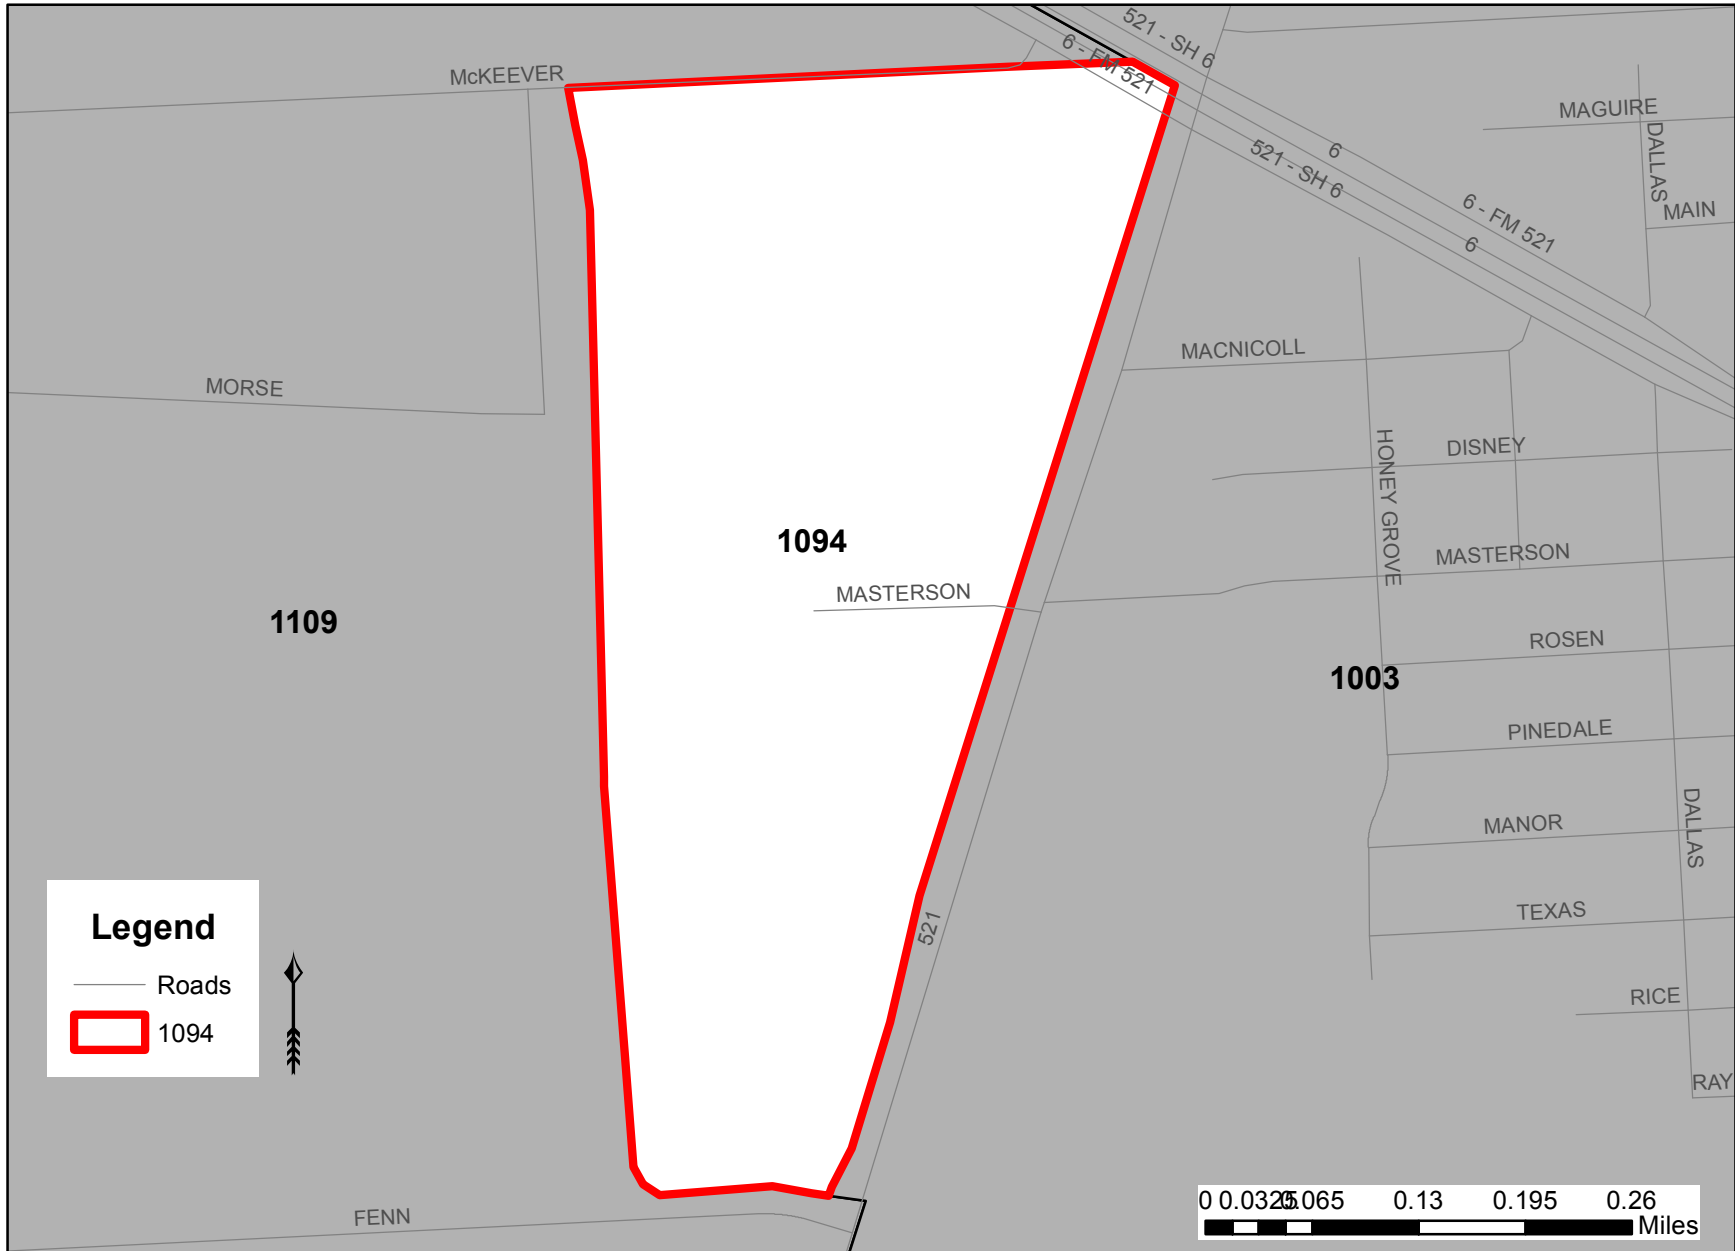 521 - SH 6
6 - FM 521
McKEEVER
MAGUIRE
DALLAS
6
521 - SH 6
6 - FM 521
MAIN
6
MACNICOLL
MORSE
HONEY GROVE
DISNEY
1094
MASTERSON
MASTERSON
1109
ROSEN
1003
PINEDALE
MANOR
DALLAS
TEXAS
521
Legend
Roads
1094
RICE
RAY
FENN
0 0.0325 0.065 0.13 0.195 0.26
Miles